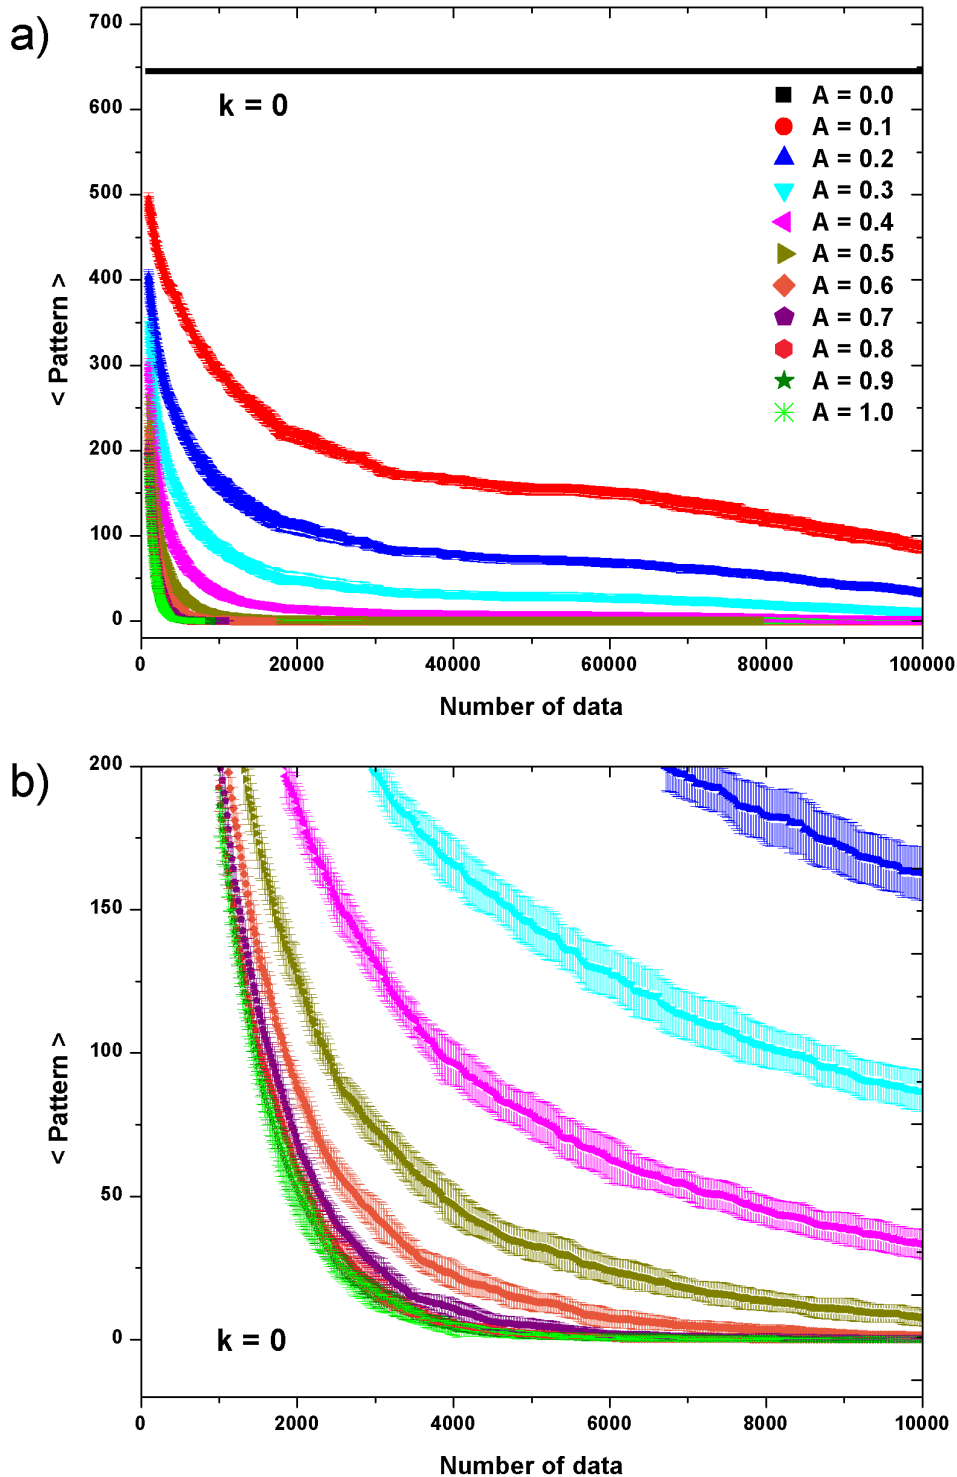 a)
700
600
500
400
300
200
100
0
< Pattern >
k = 0
A = 0.0
A = 0.1
A = 0.2
A = 0.3
A = 0.4
A = 0.5
A = 0.6
A = 0.7
A = 0.8
A = 0.9
A = 1.0
0 20000 40000 60000 80000 100000
Number of data
b)
200
150
100
50
0
< Pattern >
k = 0
0 2000 4000 6000 8000 10000
Number of data